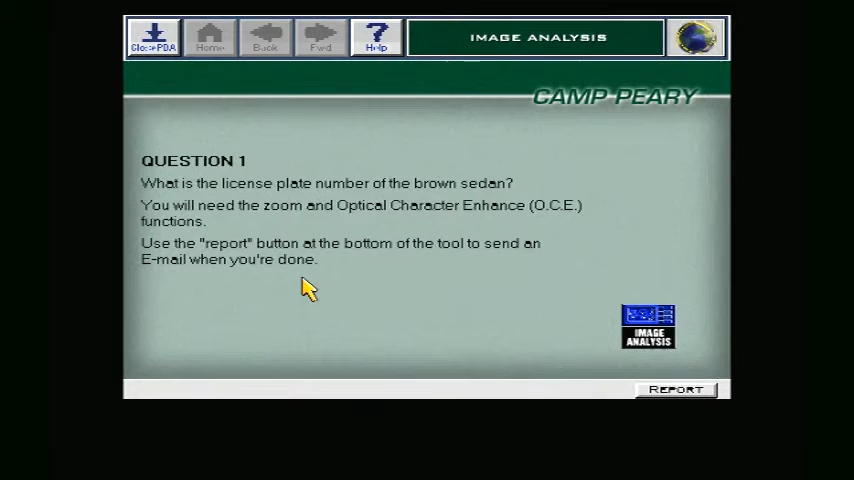 Close PDA
Home
Back
Fwd
Help
IMAGE ANALYSIS
CAMP PEARY
QUESTION 1
What is the license plate number of the brown sedan?
You will need the zoom and Optical Character Enhance (O.C.E.)
functions.
Use the "report" button at the bottom of the tool to send an
E-mail when you're done.
IMAGE
ANALYSIS
REPORT